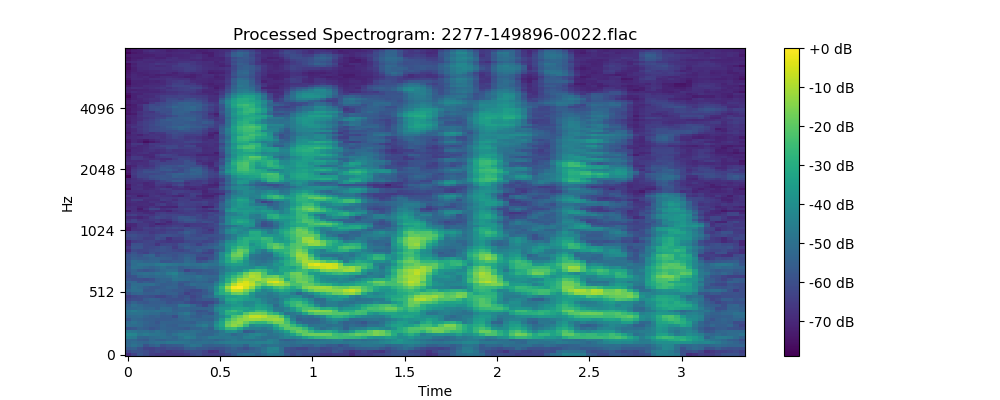 Processed Spectrogram: 2277-149896-0022.flac
Hz
4096
2048
1024
512
0
0
0.5
1
1.5
2
2.5
3
Time
+0 dB
-10 dB
-20 dB
-30 dB
-40 dB
-50 dB
-60 dB
-70 dB